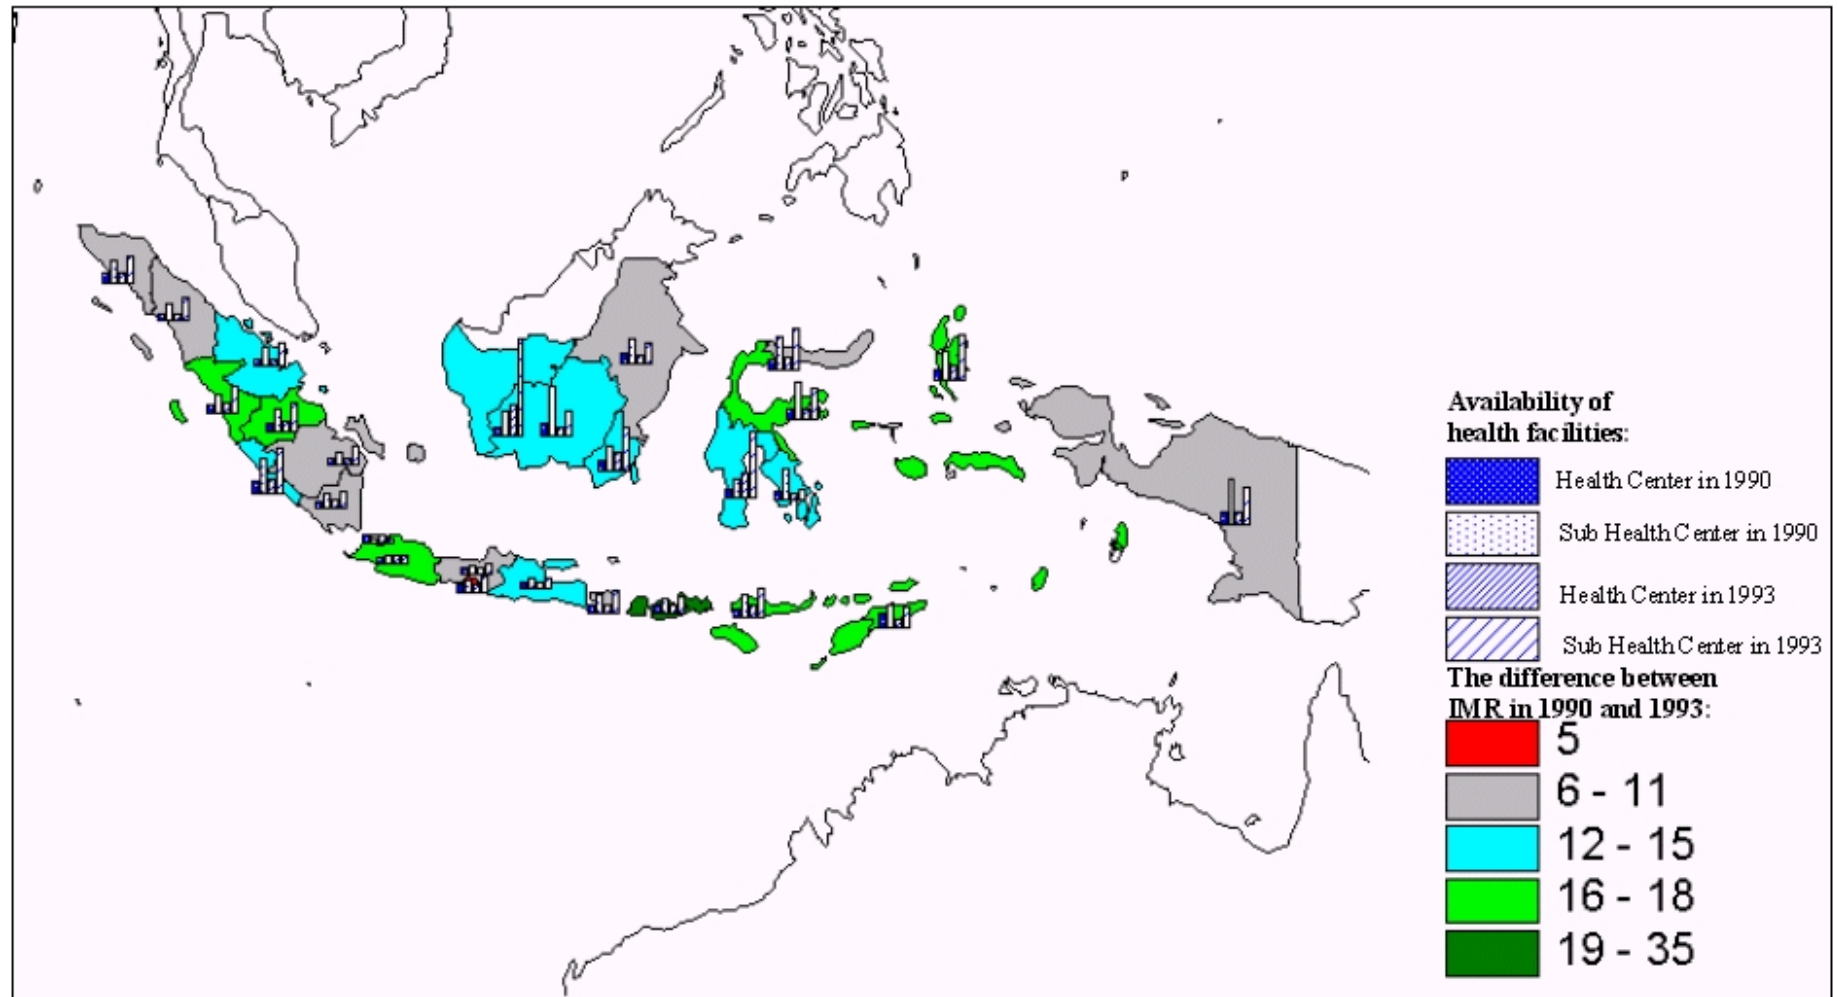 Availability of
health facilities:
Health Center in 1990
Sub Health Center in 1990
Health Center in 1993
Sub Health Center in 1993
The difference between
IMR in 1990 and 1993:
5
6 - 11
12 - 15
16 - 18
19 - 35